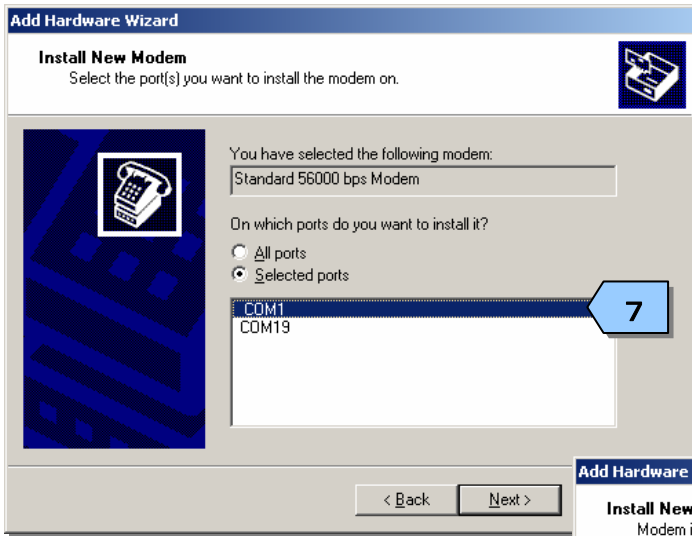 Add Hardware Wizard
Install New Modem
Select the port(s) you want to install the modem on.
You have selected the following modem:
Standard 56000 bps Modem
On which ports do you want to install it?
All ports
Selected ports
COM1
7
COM19
< Back
Next >
Add Hardware
Install New
Modem i